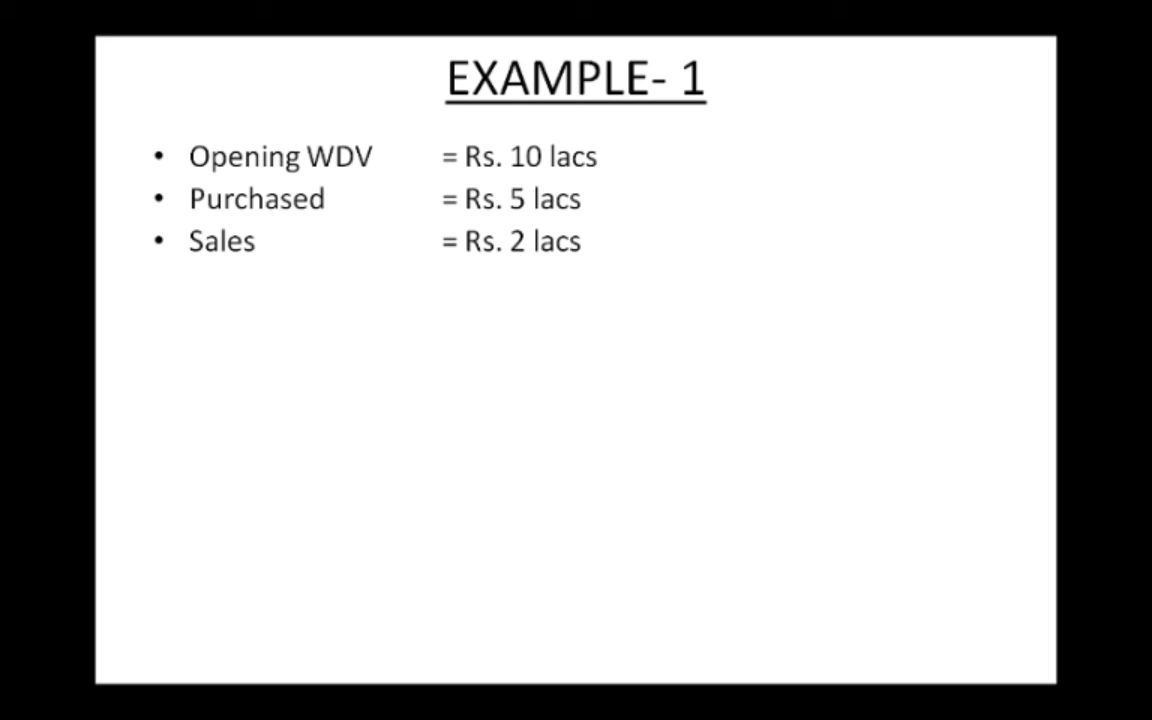 EXAMPLE- 1
• Opening WDV = Rs. 10 lacs
• Purchased = Rs. 5 lacs
• Sales = Rs. 2 lacs